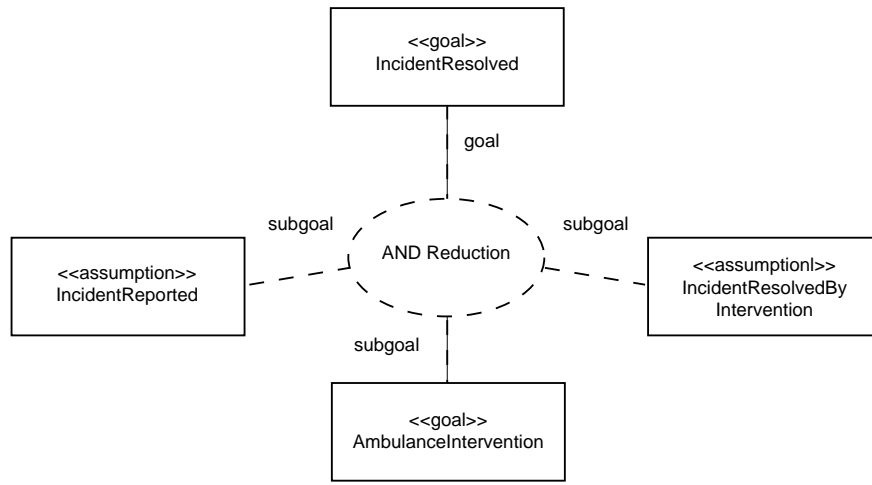 <<goal>>
IncidentResolved
goal
subgoal
subgoal
AND Reduction
<<assumption>>
IncidentReported
<<assumptionl>>
IncidentResolvedBy
Intervention
subgoal
<<goal>>
AmbulanceIntervention